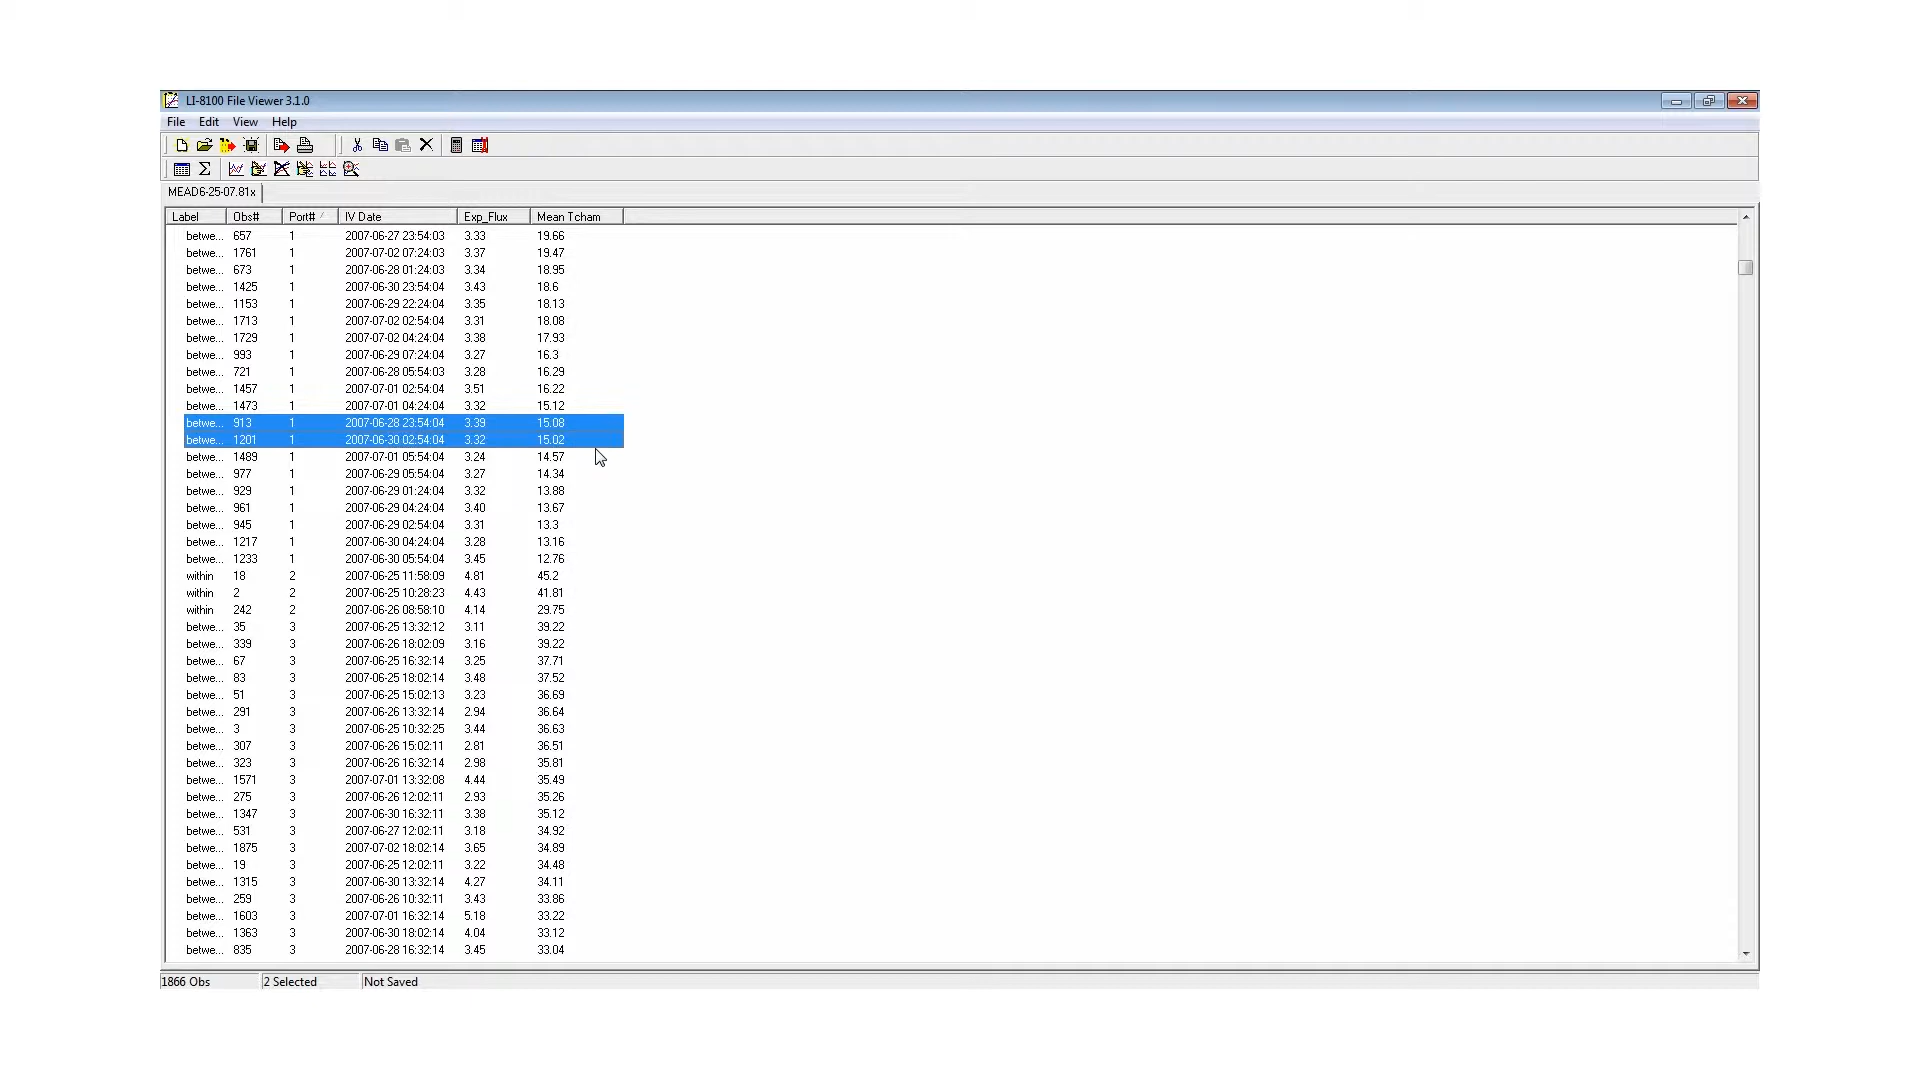 LI-8100 File Viewer 3.1.0
File Edit View Help
MEAD6-25-07.81x
Label Obs# Port# IV Date Exp_Flux Mean Tcham
betwe... 657 1 2007-06-27 23:54:03 3.33 19.66
betwe... 1761 1 2007-07-02 07:24:03 3.37 19.47
betwe... 673 1 2007-06-28 01:24:03 3.34 18.95
betwe... 1425 1 2007-06-30 23:54:04 3.43 18.6
betwe... 1153 1 2007-06-29 22:24:04 3.35 18.13
betwe... 1713 1 2007-07-02 02:54:04 3.31 18.08
betwe... 1729 1 2007-07-02 04:24:04 3.38 17.93
betwe... 993 1 2007-06-29 07:24:04 3.27 16.3
betwe... 721 1 2007-06-28 05:54:03 3.28 16.29
betwe... 1457 1 2007-07-01 02:54:04 3.51 16.22
betwe... 1473 1 2007-07-01 04:24:04 3.32 15.12
betwe... 913 1 2007-06-28 23:54:04 3.39 15.08
betwe... 1201 1 2007-06-30 02:54:04 3.32 15.02
betwe... 1489 1 2007-07-01 05:54:04 3.24 14.57
betwe... 977 1 2007-06-29 05:54:04 3.27 14.34
betwe... 929 1 2007-06-29 01:24:04 3.32 13.88
betwe... 961 1 2007-06-29 04:24:04 3.40 13.67
betwe... 945 1 2007-06-29 02:54:04 3.31 13.3
betwe... 1217 1 2007-06-30 04:24:04 3.28 13.16
betwe... 1233 1 2007-06-30 05:54:04 3.45 12.76
within 18 2 2007-06-25 11:58:09 4.81 45.2
within 2 2 2007-06-25 10:28:23 4.43 41.81
within 242 2 2007-06-26 08:58:10 4.14 29.75
betwe... 35 3 2007-06-25 13:32:12 3.11 39.22
betwe... 339 3 2007-06-26 18:02:09 3.16 39.22
betwe... 67 3 2007-06-25 16:32:14 3.25 37.71
betwe... 83 3 2007-06-25 18:02:14 3.48 37.52
betwe... 51 3 2007-06-25 15:02:13 3.23 36.69
betwe... 291 3 2007-06-26 13:32:14 2.94 36.64
betwe... 3 3 2007-06-25 10:32:25 3.44 36.63
betwe... 307 3 2007-06-26 15:02:11 2.81 36.51
betwe... 323 3 2007-06-26 16:32:14 2.98 35.81
betwe... 1571 3 2007-07-01 13:32:08 4.44 35.49
betwe... 275 3 2007-06-26 12:02:11 2.93 35.26
betwe... 1347 3 2007-06-30 16:32:11 3.38 35.12
betwe... 531 3 2007-06-27 12:02:11 3.18 34.92
betwe... 1875 3 2007-07-02 18:02:14 3.65 34.89
betwe... 19 3 2007-06-25 12:02:11 3.22 34.48
betwe... 1315 3 2007-06-30 13:32:14 4.27 34.11
betwe... 259 3 2007-06-26 10:32:11 3.43 33.86
betwe... 1603 3 2007-07-01 16:32:14 5.18 33.22
betwe... 1363 3 2007-06-30 18:02:14 4.04 33.12
betwe... 835 3 2007-06-28 16:32:14 3.45 33.04
1866 Obs 2 Selected Not Saved